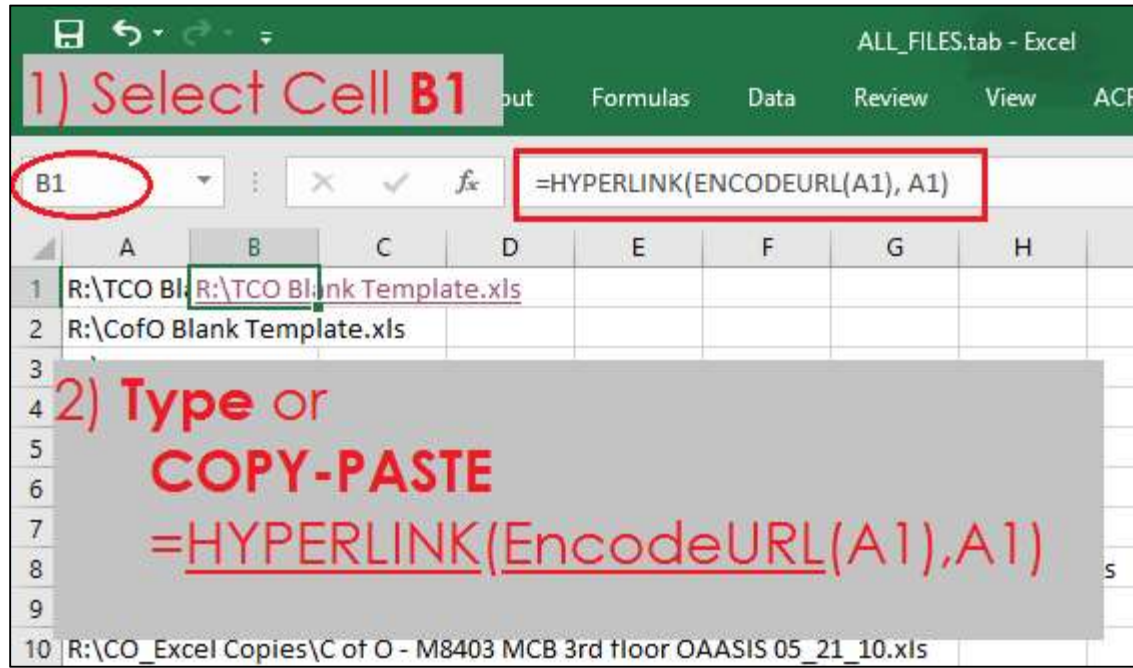 ALL_FILES.tab - Excel
1) Select Cell B1
Formulas Data Review View
B1 fx =HYPERLINK(ENCODEURL(A1), A1)
A B C D E F G H
1 R:\TCO Bl R:\TCO Blank Template.xls
2 R:\CofO Blank Template.xls
3
4
5
6
7
8
9
2) Type or
COPY-PASTE
=HYPERLINK(EncodeURL(A1),A1)
s
10 R:\CO_Excel Copies\C of O - M8403 MCB 3rd floor OAASIS 05_21_10.xls